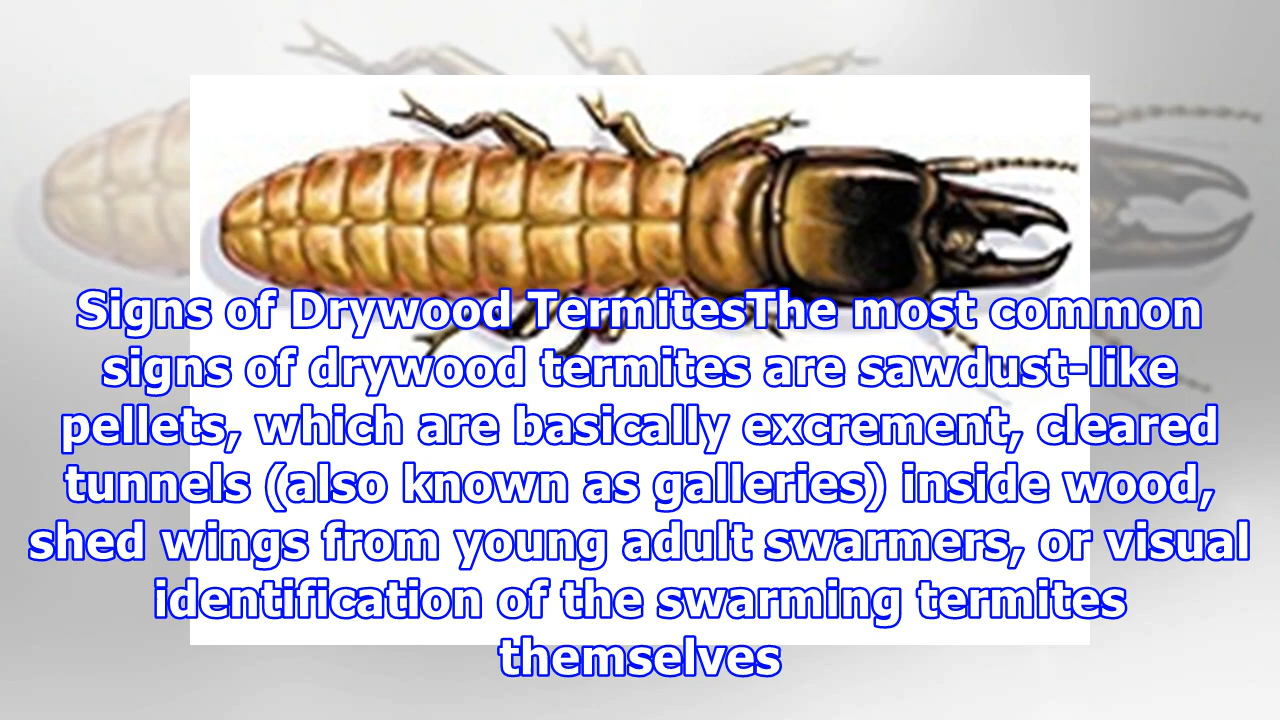 Signs of Drywood TermitesThe most common
signs of drywood termites are sawdust-like
pellets, which are basically excrement, cleared
tunnels (also known as galleries) inside wood,
shed wings from young adult swarmers, or visual
identification of the swarming termites
themselves